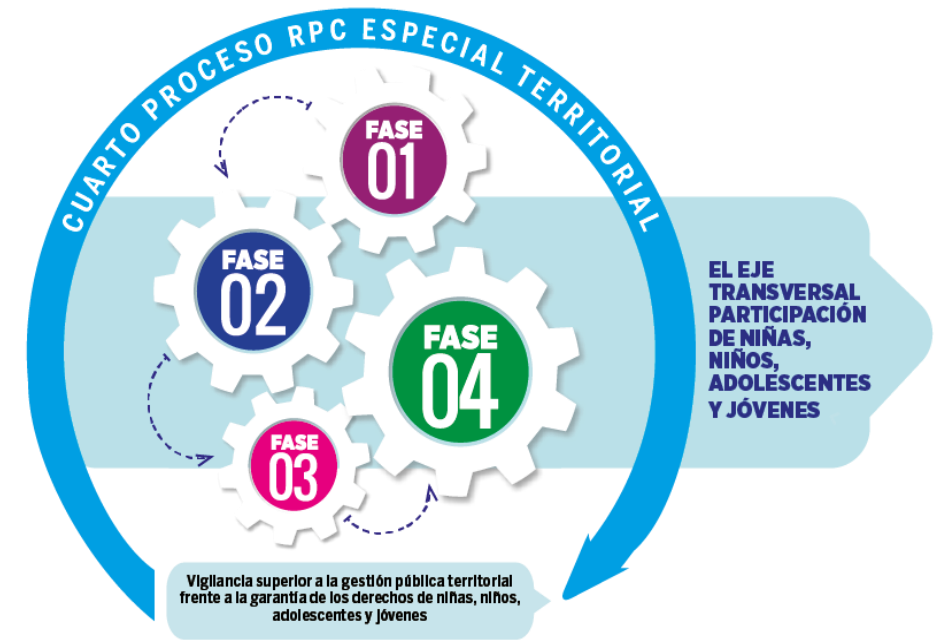 CUARTO PROCESO RPC ESPECIAL TERRITORIAL
FASE
01
FASE
02
FASE
03
FASE
04
EL EJE
TRANSVERSAL
PARTICIPACIÓN
DE NIÑAS,
NIÑOS,
ADOLESCENTES
Y JÓVENES
Vigilancia superior a la gestión pública territorial
frente a la garantía de los derechos de niñas, niños,
adolescentes y jóvenes